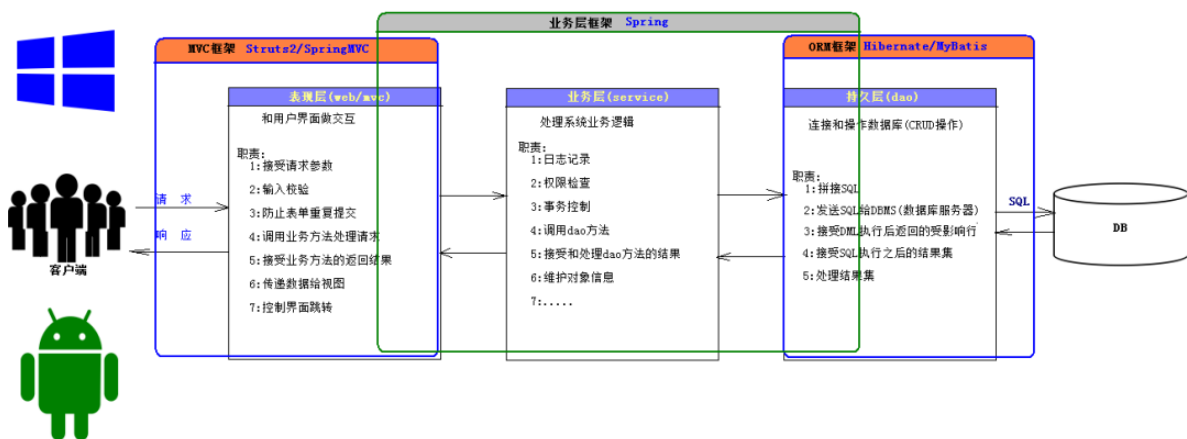 业务层框架 Spring
MVC框架 Struts2/SpringMVC
ORM框架 Hibernate/MyBatis
表现层(web/mvc)
和用户界面做交互
职责:
1:接受请求参数
2:输入校验
3:防止表单重复提交
4:调用业务方法处理请求
5:接受业务方法的返回结果
6:传递数据给视图
7:控制界面跳转
业务层(service)
处理系统业务逻辑
职责:
1:日志记录
2:权限检查
3:事务控制
4:调用dao方法
5:接受和处理dao方法的结果
6:维护对象信息
7:.....
持久层(dao)
连接和操作数据库(CRUD操作)
职责:
1:拼接SQL
2:发送SQL给DBMS(数据库服务器)
3:接受DML执行后返回的受影响行
4:接受SQL执行之后的结果集
5:处理结果集
请 求
响 应
客户端
SQL
DB